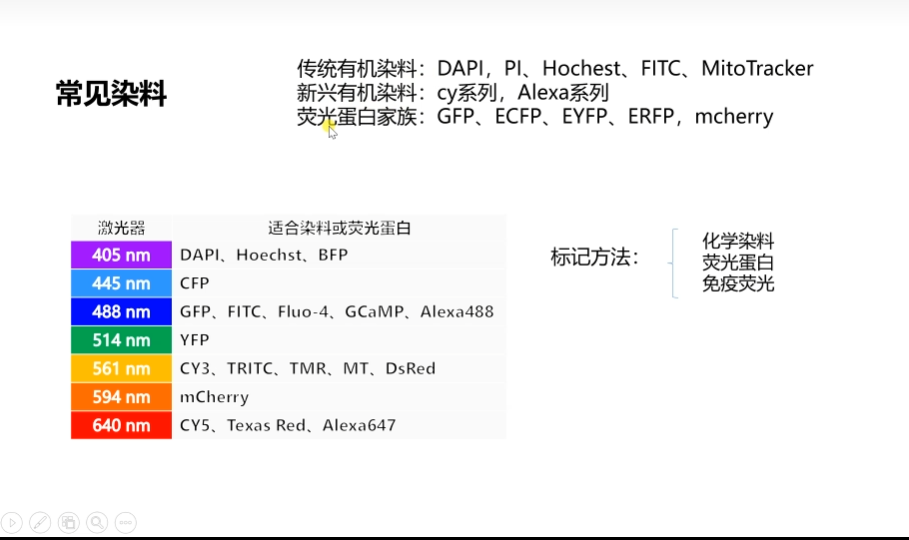 常见染料
传统有机染料：DAPI，PI、Hochest、FITC、MitoTracker
新兴有机染料：cy系列，Alexa系列
荧光蛋白家族：GFP、ECFP、EYFP、ERFP，mcherry
激光器 适合染料或荧光蛋白
405 nm DAPI、Hoechst、BFP
445 nm CFP
488 nm GFP、FITC、Fluo-4、GCaMP、Alexa488
514 nm YFP
561 nm CY3、TRITC、TMR、MT、DsRed
594 nm mCherry
640 nm CY5、Texas Red、Alexa647
标记方法：
化学染料
荧光蛋白
免疫荧光